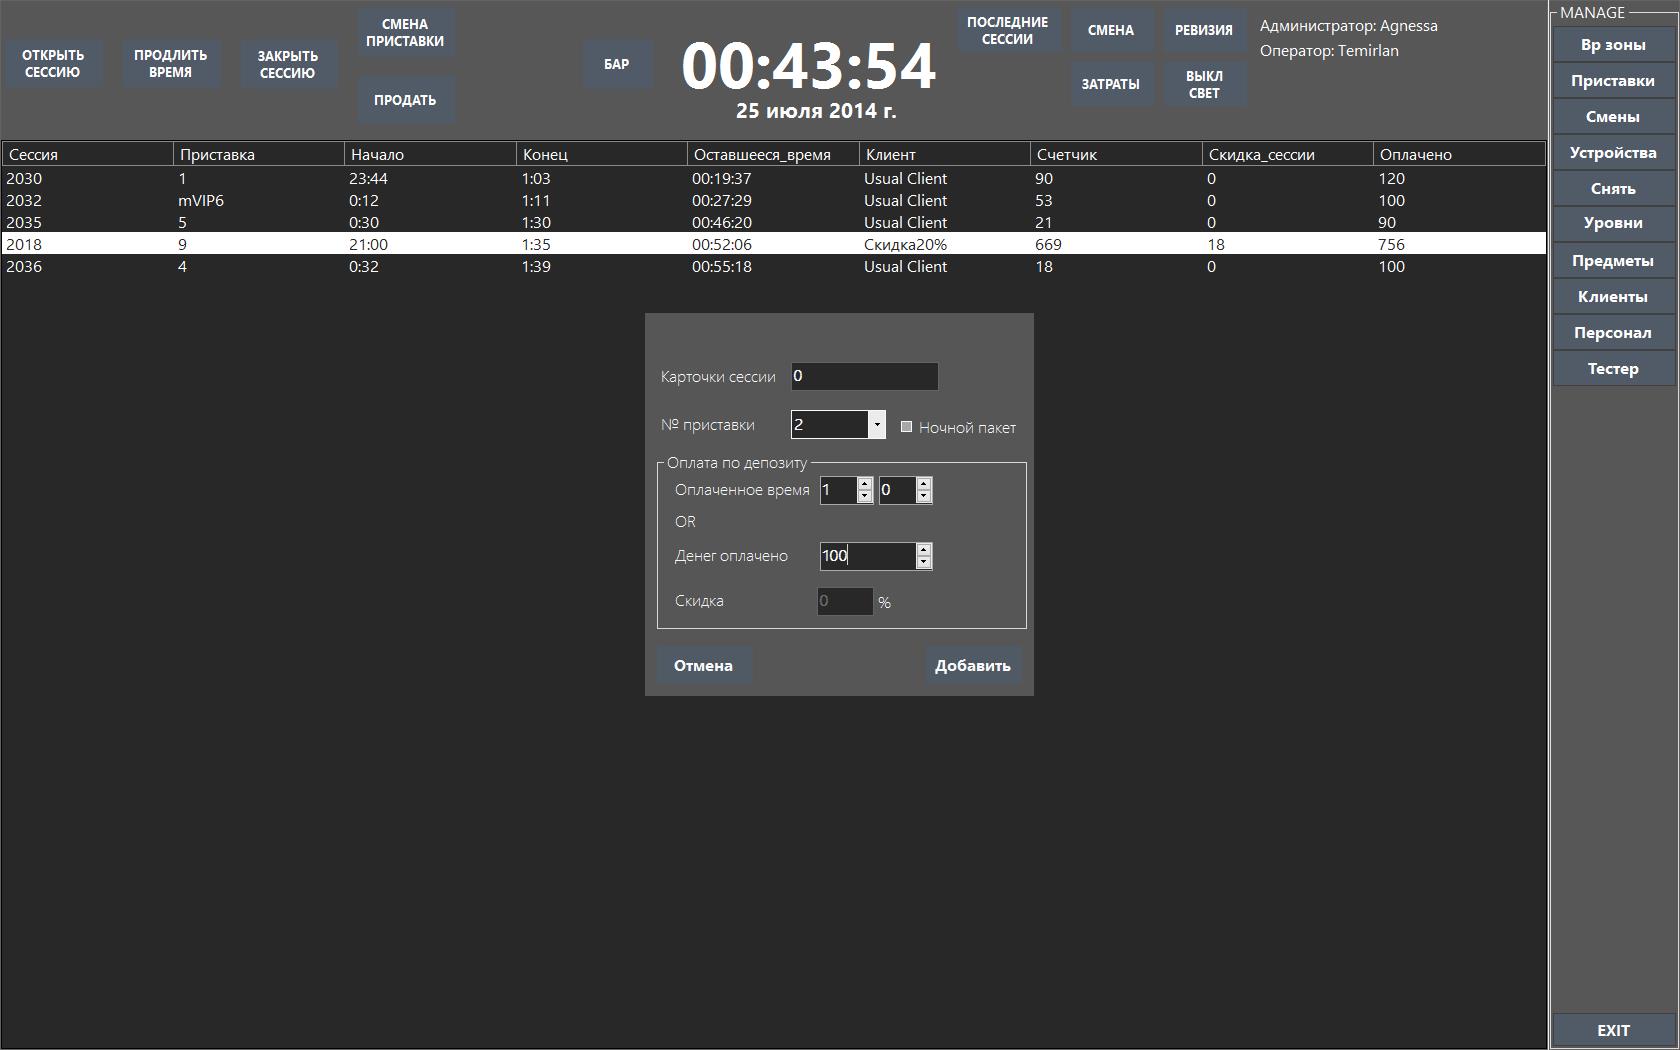 ОТКРЫТЬ
СЕССИЮ
ПРОДЛИТЬ
ВРЕМЯ
ЗАКРЫТЬ
СЕССИЮ
СМЕНА
ПРИСТАВКИ
ПРОДАТЬ
БАР
00:43:54
25 июля 2014 г.
ПОСЛЕДНИЕ
СЕССИИ
СМЕНА
РЕВИЗИЯ
ЗАТРАТЫ
ВЫКЛ
СВЕТ
Администратор: Agnessa
Оператор: Temirlan
Сессия Приставка Начало Конец Оставшееся_время Клиент Счетчик Скидка_сессии Оплачено
2030 1 23:44 1:03 00:19:37 Usual Client 90 0 120
2032 mVIP6 0:12 1:11 00:27:29 Usual Client 53 0 100
2035 5 0:30 1:30 00:46:20 Usual Client 21 0 90
2018 9 21:00 1:35 00:52:06 Скидка20% 669 18 756
2036 4 0:32 1:39 00:55:18 Usual Client 18 0 100
Карточки сессии 0
№ приставки 2 Ночной пакет
Оплата по депозиту
Оплаченное время 1 0
OR
Денег оплачено 100
Скидка 0 %
Отмена Добавить
MANAGE
Вр зоны
Приставки
Смены
Устройства
Снять
Уровни
Предметы
Клиенты
Персонал
Тестер
EXIT